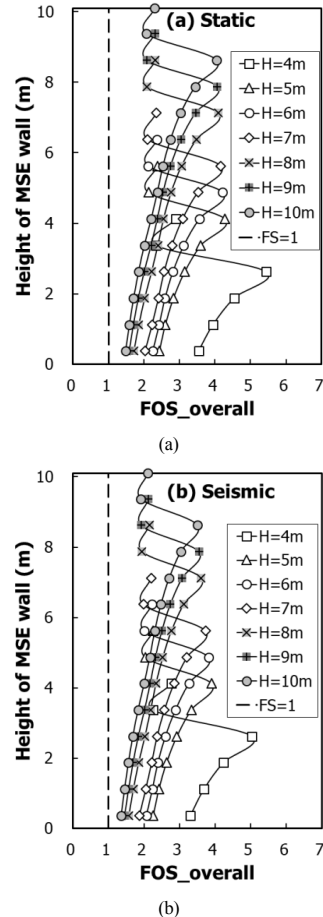 (a) Static
Height of MSE wall (m)
10
8
6
4
2
0
H=4m
H=5m
H=6m
H=7m
H=8m
H=9m
H=10m
·FS=1
0 1 2 3 4 5 6 7
FOS_overall
(a)
(b) Seismic
Height of MSE wall (m)
10
8
6
4
2
0
H=4m
H=5m
H=6m
H=7m
H=8m
H=9m
H=10m
·FS=1
0 1 2 3 4 5 6 7
FOS_overall
(b)